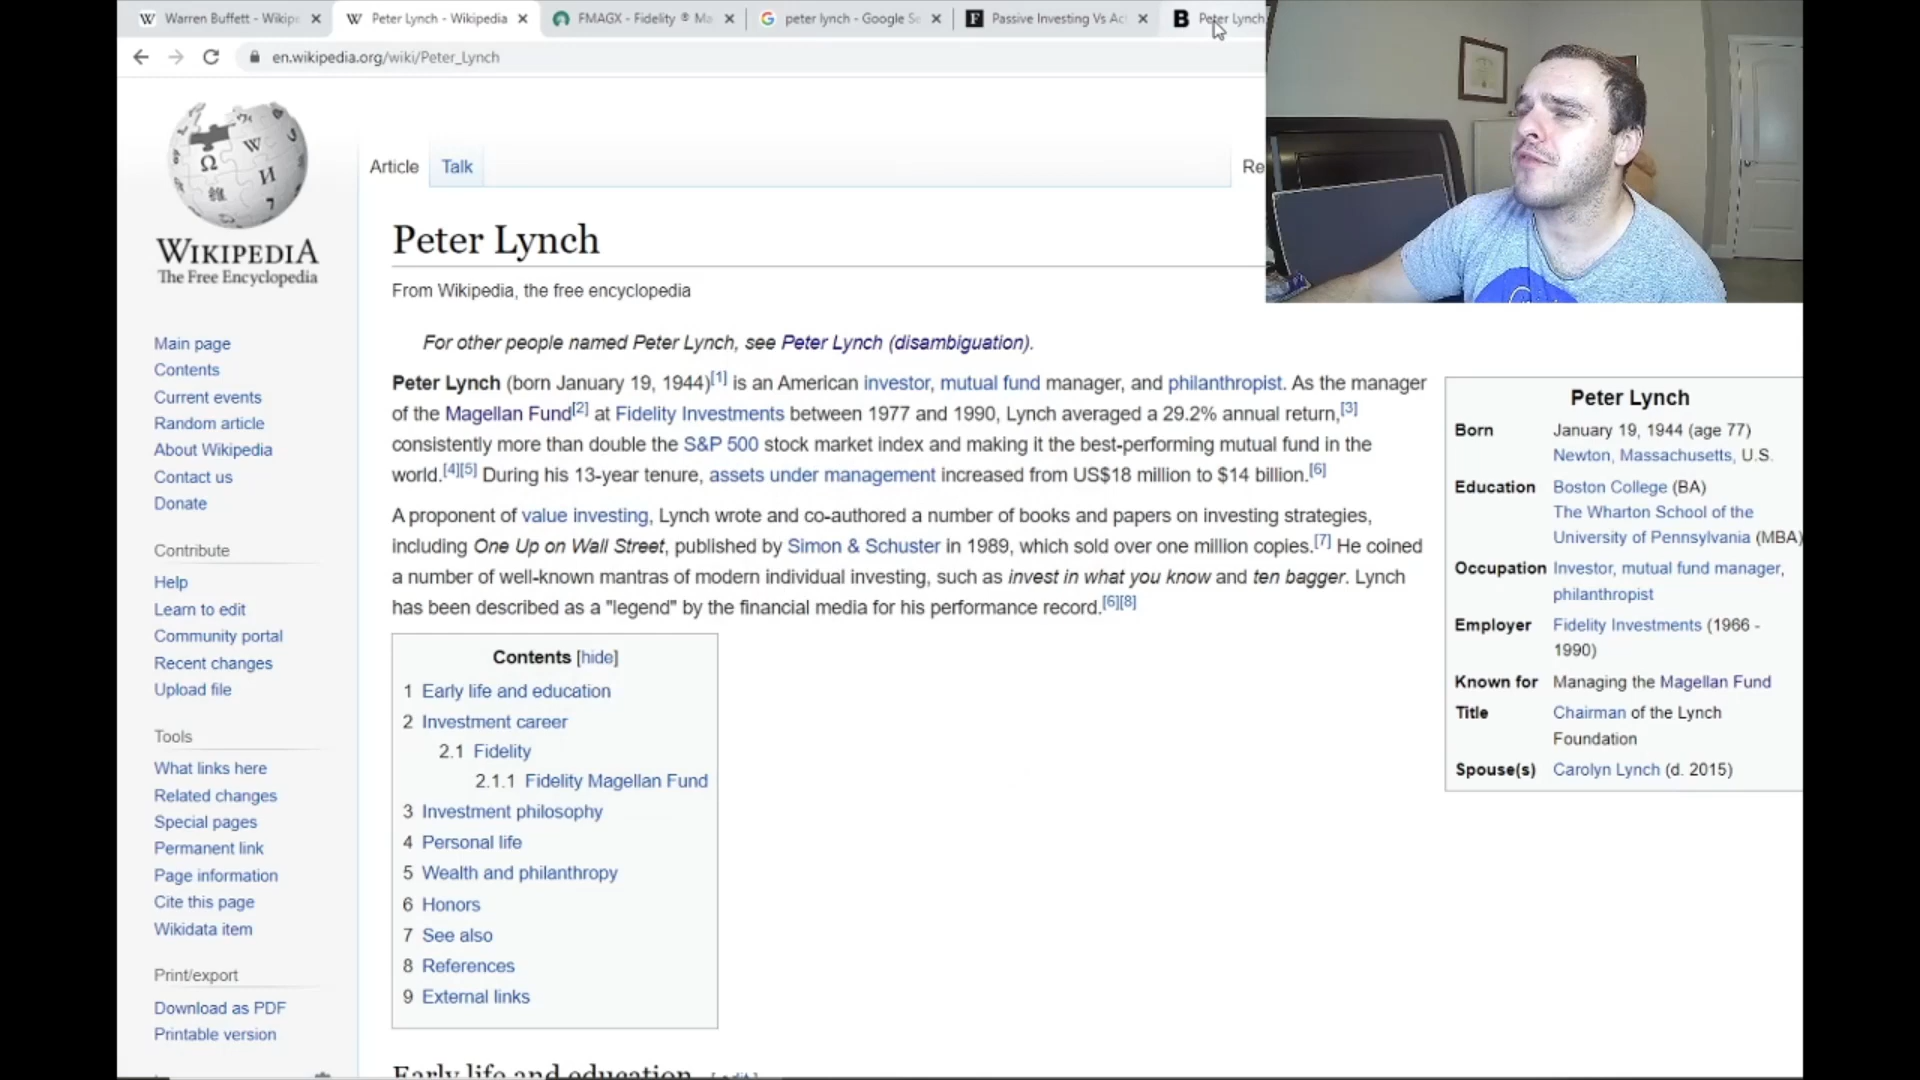 Warren Buffett - Wikip
Peter Lynch - Wikipedia
FMAGX - Fidelity ® Ma
peter lynch - Google Se
Passive Investing Vs Ac
Peter Lynch
en.wikipedia.org/wiki/Peter_Lynch
WIKIPEDIA
The Free Encyclopedia
Main page
Contents
Current events
Random article
About Wikipedia
Contact us
Donate
Contribute
Help
Learn to edit
Community portal
Recent changes
Upload file
Tools
What links here
Related changes
Special pages
Permanent link
Page information
Cite this page
Wikidata item
Print/export
Download as PDF
Printable version
Article
Talk
Re
Peter Lynch
From Wikipedia, the free encyclopedia
For other people named Peter Lynch, see Peter Lynch (disambiguation).
Peter Lynch (born January 19, 1944)[1] is an American investor, mutual fund manager, and philanthropist. As the manager
of the Magellan Fund[2] at Fidelity Investments between 1977 and 1990, Lynch averaged a 29.2% annual return,[3]
consistently more than double the S&P 500 stock market index and making it the best-performing mutual fund in the
world.[4][5] During his 13-year tenure, assets under management increased from US$18 million to $14 billion.[6]
A proponent of value investing, Lynch wrote and co-authored a number of books and papers on investing strategies,
including One Up on Wall Street, published by Simon & Schuster in 1989, which sold over one million copies.[7] He coined
a number of well-known mantras of modern individual investing, such as invest in what you know and ten bagger. Lynch
has been described as a "legend" by the financial media for his performance record.[6][8]
Contents [hide]
1 Early life and education
2 Investment career
2.1 Fidelity
2.1.1 Fidelity Magellan Fund
3 Investment philosophy
4 Personal life
5 Wealth and philanthropy
6 Honors
7 See also
8 References
9 External links
Early life and education
Peter Lynch
Born January 19, 1944 (age 77)
Newton, Massachusetts, U.S.
Education Boston College (BA)
The Wharton School of the
University of Pennsylvania (MBA)
Occupation Investor, mutual fund manager,
philanthropist
Employer Fidelity Investments (1966 -
1990)
Known for Managing the Magellan Fund
Title Chairman of the Lynch
Foundation
Spouse(s) Carolyn Lynch (d. 2015)